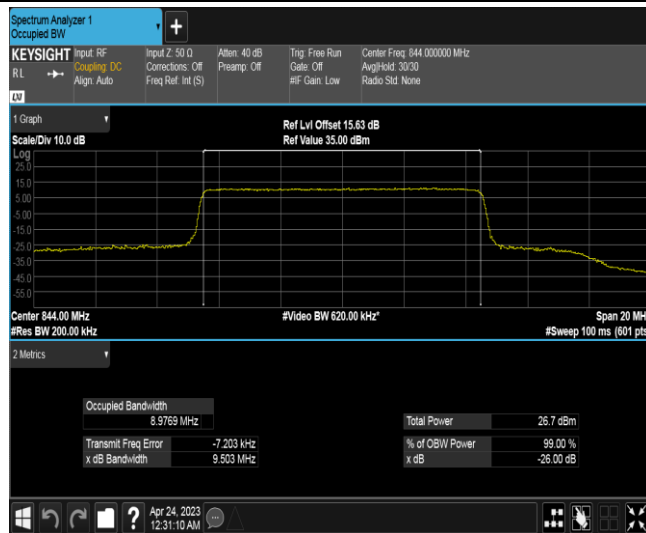 Spectrum Analyzer 1
Occupied BW
+
KEYSIGHT
Input: RF
Coupling: DC
Align: Auto
Input Z: 50 Ω
Corrections: Off
Freq Ref: Int (S)
Atten: 40 dB
Preamp: Off
Trig: Free Run
Gate: Off
#IF Gain: Low
Center Freq: 844.000000 MHz
Avg|Hold: 30/30
Radio Std: None
RL
LXI
1 Graph
Scale/Div 10.0 dB
Ref Lvl Offset 15.63 dB
Ref Value 35.00 dBm
Log
25.0
15.0
5.00
-5.00
-15.0
-25.0
-35.0
-45.0
-55.0
Center 844.00 MHz
#Video BW 620.00 kHz*
Span 20 MH
#Res BW 200.00 kHz
#Sweep 100 ms (601 pts
2 Metrics
Occupied Bandwidth
8.9769 MHz
Total Power 26.7 dBm
Transmit Freq Error -7.203 kHz
% of OBW Power 99.00 %
x dB Bandwidth 9.503 MHz
x dB -26.00 dB
?
Apr 24, 2023
12:31:10 AM